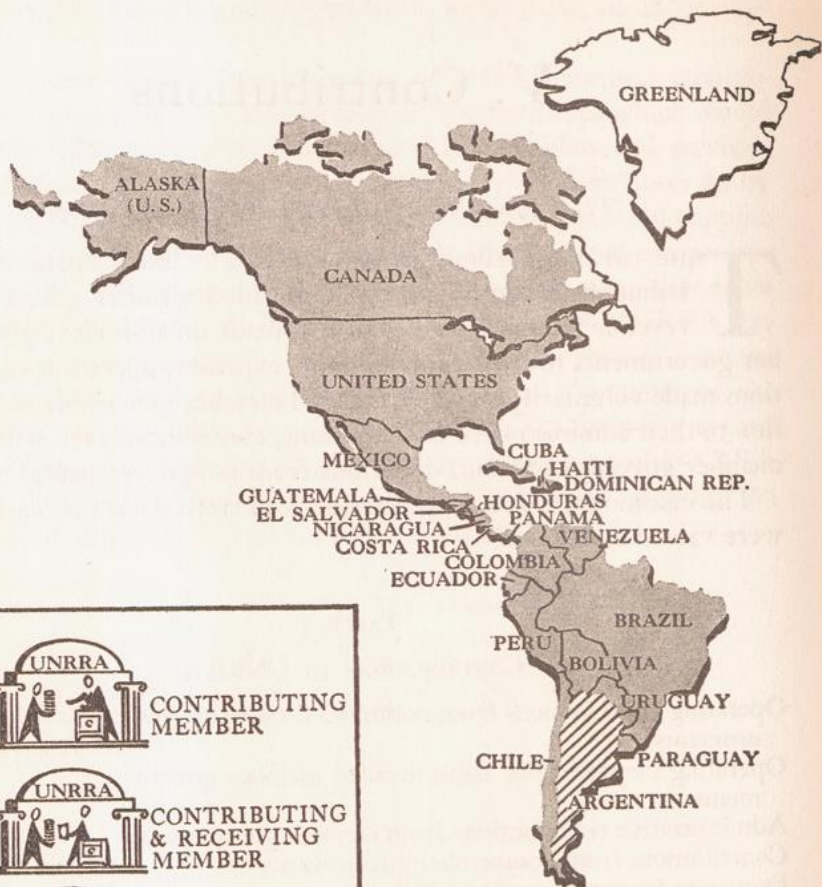 GREENLAND
ALASKA
(U. S.)
CANADA
UNITED STATES
MEXICO
CUBA
HAITI
DOMINICAN REP.
GUATEMALA
HONDURAS
EL SALVADOR
PANAMA
NICARAGUA
VENEZUELA
COSTA RICA
COLOMBIA
ECUADOR
BRAZIL
PERU
BOLIVIA
URUGUAY
CHILE
PARAGUAY
ARGENTINA
UNRRA
CONTRIBUTING
MEMBER
UNRRA
CONTRIBUTING
& RECEIVING
MEMBER